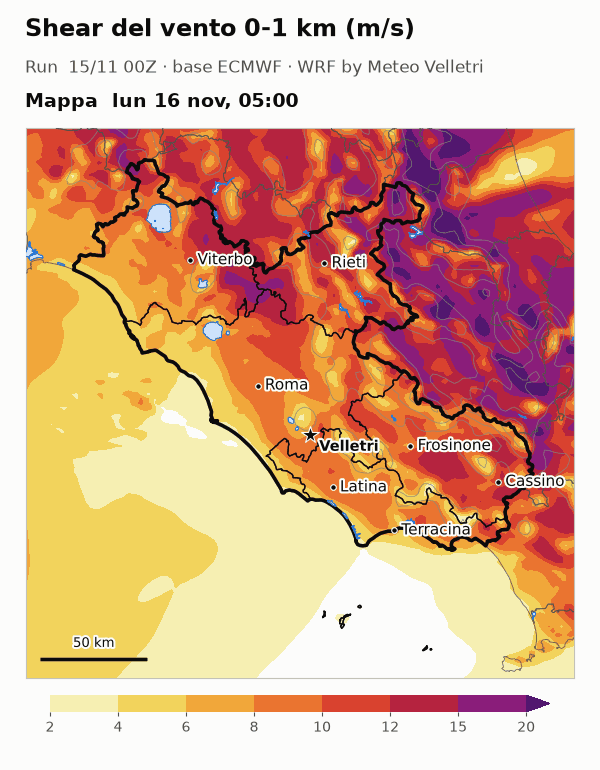 Shear del vento 0-1 km (m/s)
Run  15/11 00Z · base ECMWF · WRF by Meteo Velletri
Mappa  lun 16 nov, 05:00
Viterbo
Rieti
Roma
Velletri
Frosinone
Latina
Cassino
Terracina
50 km
2 4 6 8 10 12 15 20